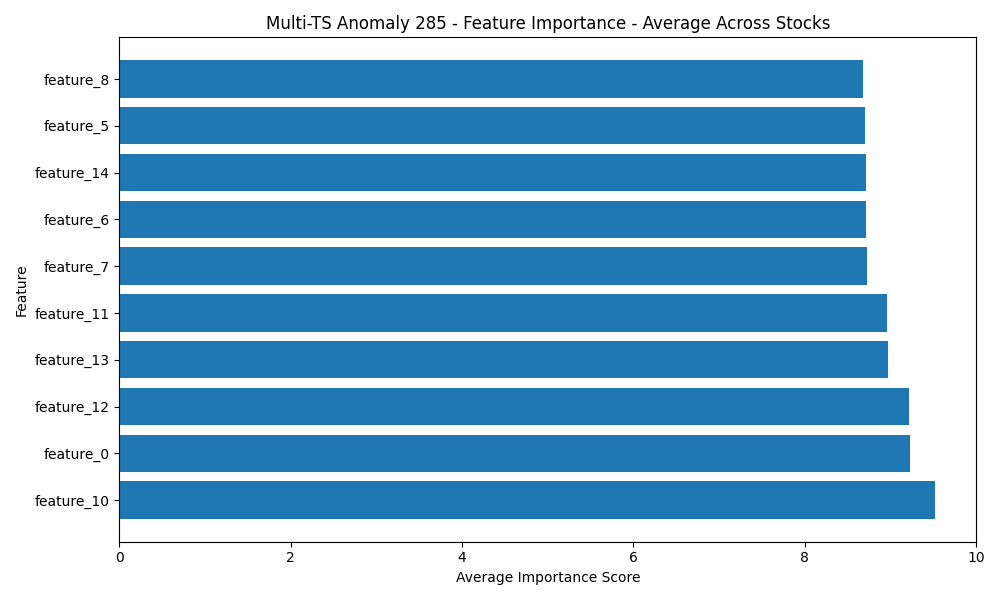 Multi-TS Anomaly 285 - Feature Importance - Average Across Stocks
Feature
feature_8
feature_5
feature_14
feature_6
feature_7
feature_11
feature_13
feature_12
feature_0
feature_10
0 2 4 6 8 10
Average Importance Score